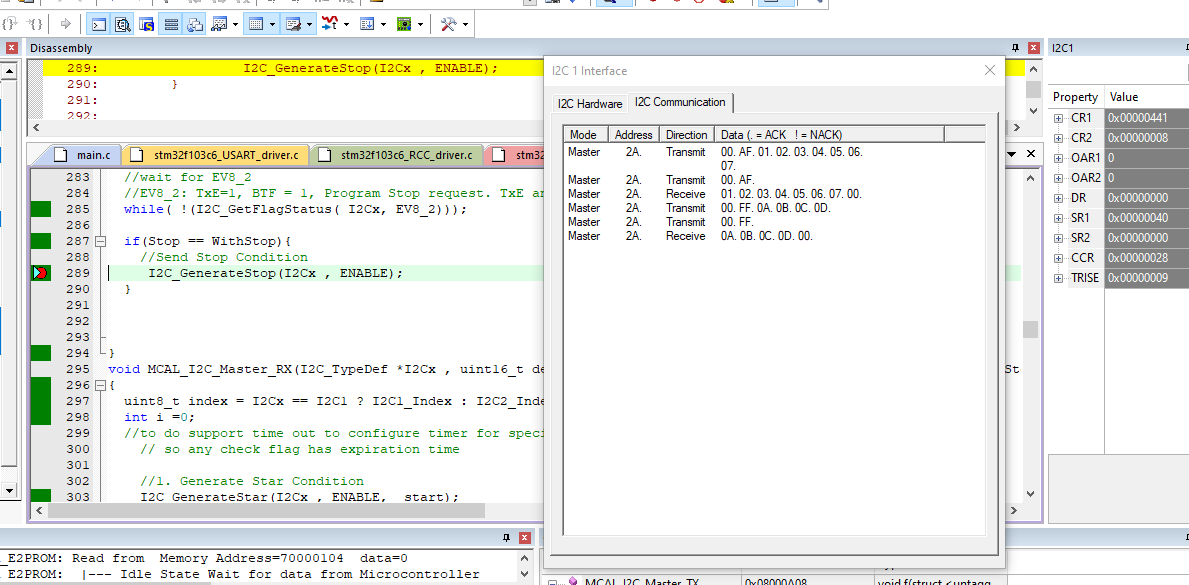 Disassembly
289: I2C_GenerateStop(I2Cx , ENABLE);
290: }
291:
292:
main.c
stm32f103c6_USART_driver.c
stm32f103c6_RCC_driver.c
stm32
283 //wait for EV8_2
284 //EV8_2: TxE=1, BTF = 1, Program Stop request. TxE an
285 while( !(I2C_GetFlagStatus( I2Cx, EV8_2)));
286
287 if(Stop == WithStop){
288 //Send Stop Condition
289 I2C_GenerateStop(I2Cx , ENABLE);
290 }
291
292
293
294 }
295 void MCAL_I2C_Master_RX(I2C_TypeDef *I2Cx , uint16_t de
St
296 {
297 uint8_t index = I2Cx == I2C1 ? I2C1_Index : I2C2_Inde
298 int i =0;
299 //to do support time out to configure timer for speci
300 // so any check flag has expiration time
301
302 //1. Generate Star Condition
303 I2C_GenerateStar(I2Cx , ENABLE, start);
_E2PROM: Read from Memory Address=70000104 data=0
_E2PROM: |--- Idle State Wait for data from Microcontroller
I2C 1 Interface
I2C Hardware
I2C Communication
Mode Address Direction Data (. = ACK ! = NACK)
Master 2A. Transmit 00. AF. 01. 02. 03. 04. 05. 06.
07.
Master 2A. Transmit 00. AF.
Master 2A. Receive 01. 02. 03. 04. 05. 06. 07. 00.
Master 2A. Transmit 00. FF. 0A. 0B. 0C. 0D.
Master 2A. Transmit 00. FF.
Master 2A. Receive 0A. 0B. 0C. 0D. 00.
I2C1
Property Value
CR1 0x00000441
CR2 0x00000008
OAR1 0
OAR2 0
DR 0x00000000
SR1 0x00000040
SR2 0x00000000
CCR 0x00000028
TRISE 0x00000009
MCAL_I2C_Master_TX 0x08000A08 void f(struct <untagg